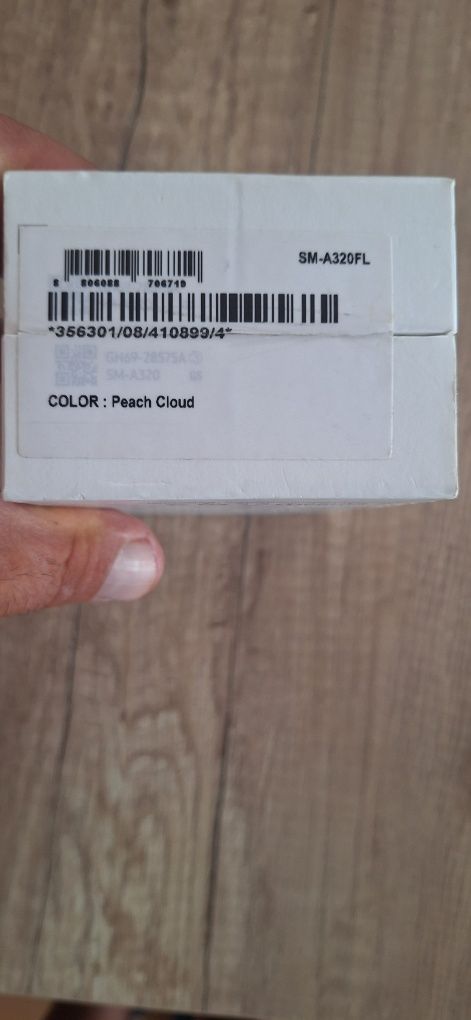 SM-A320FL
8 806088 706719
*356301/08/410899/4*
GH69-28575A
SM-A320
COLOR : Peach Cloud